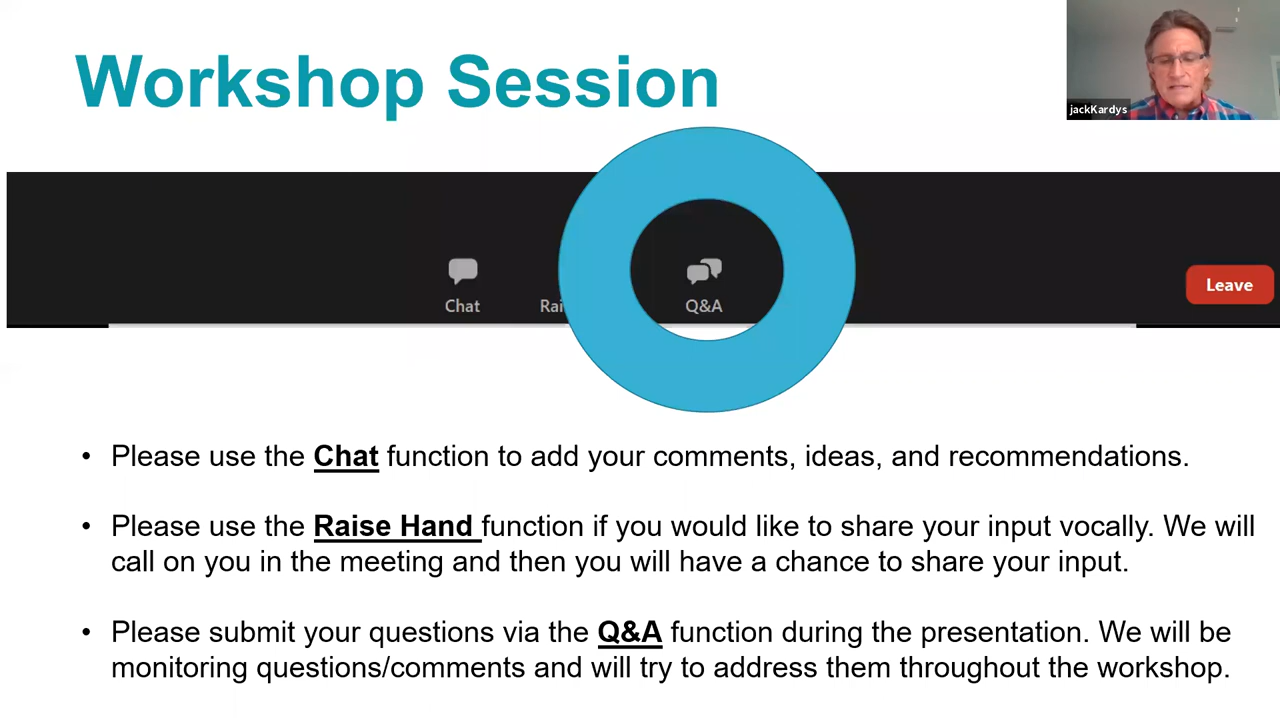 Workshop Session
jackKardys
Chat
Rai
Q&A
Leave
• Please use the Chat function to add your comments, ideas, and recommendations.
• Please use the Raise Hand function if you would like to share your input vocally. We will
call on you in the meeting and then you will have a chance to share your input.
• Please submit your questions via the Q&A function during the presentation. We will be
monitoring questions/comments and will try to address them throughout the workshop.